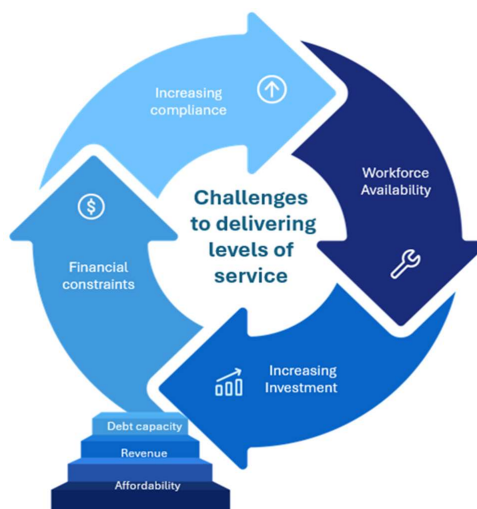 Increasing
compliance
Workforce
Availability
Challenges
to delivering
levels of
service
$
Financial
constraints
Increasing
Investment
Debt capacity
Revenue
Affordability